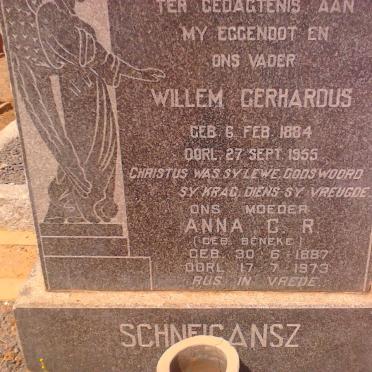 TER GEDAGTENIS AAN
MY EGGENOOT EN
ONS VADER
WILLEM GERHARDUS
GEB. 6. FEB. 1884
OORL. 27 SEPT. 1955
CHRISTUS WAS SY LEWE, GODSWOORD
SY KRAG, DIENS SY VREUGDE
ONS MOEDER
ANNA C. R.
(GEB. BENEKE)
GEB. 30 6 1887
OORL 17. 7. 1973
RUS IN VREDE
SCHNEIGANSZ